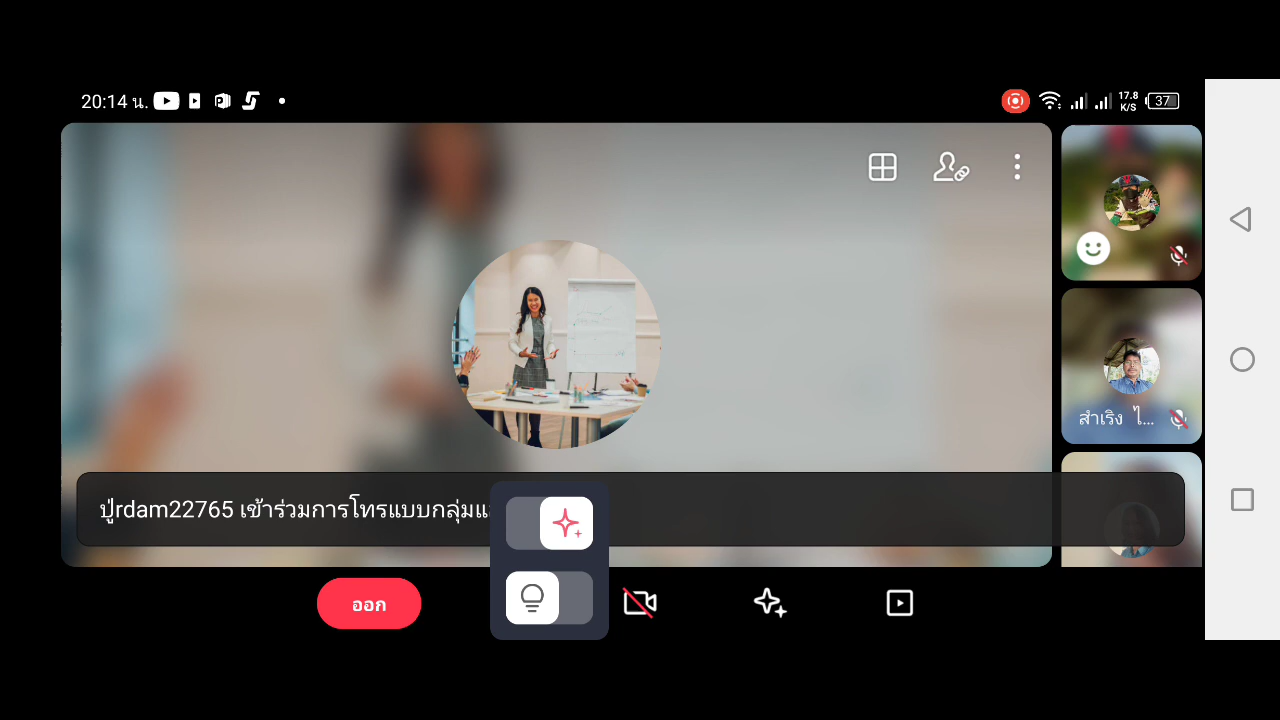 20:14 น.
17.8
K/S
37
สำเริง ไ...
ปู่rdam22765 เข้าร่วมการโทรแบบกลุ่ม
ออก